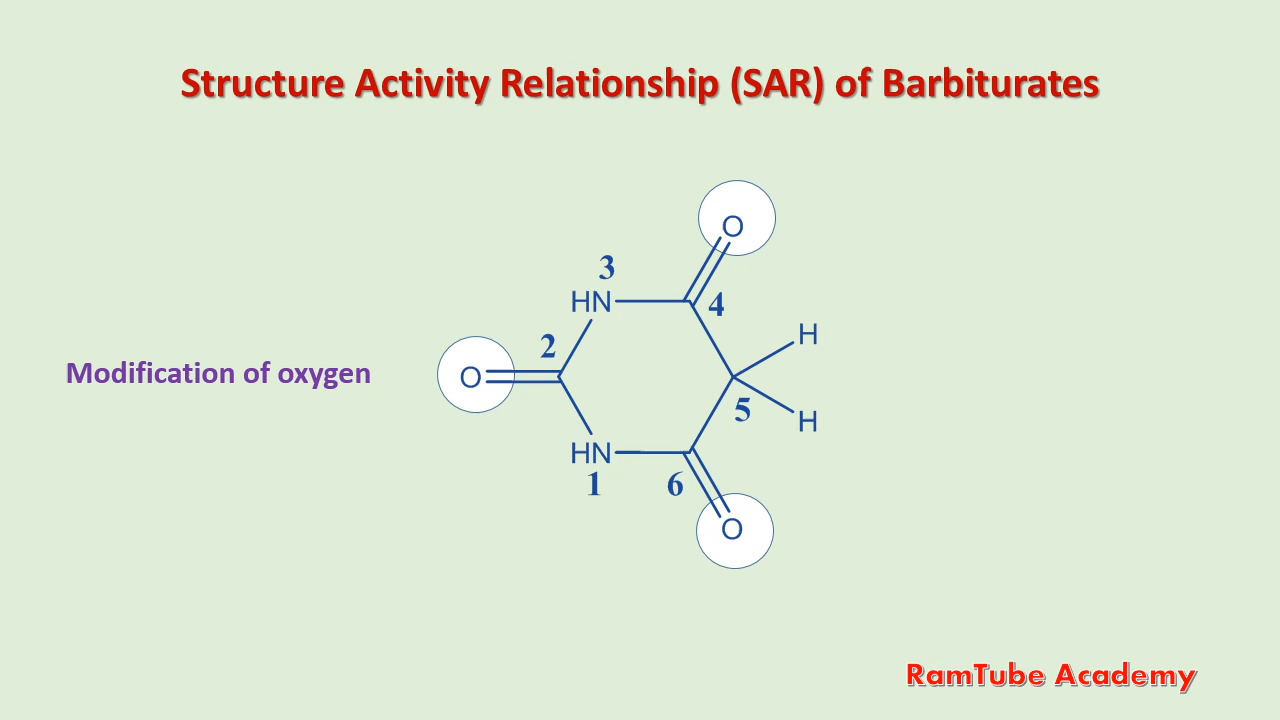 Structure Activity Relationship (SAR) of Barbiturates
O
3
HN
4
H
2
Modification of oxygen
O
5
H
HN
1
6
O
RamTube Academy